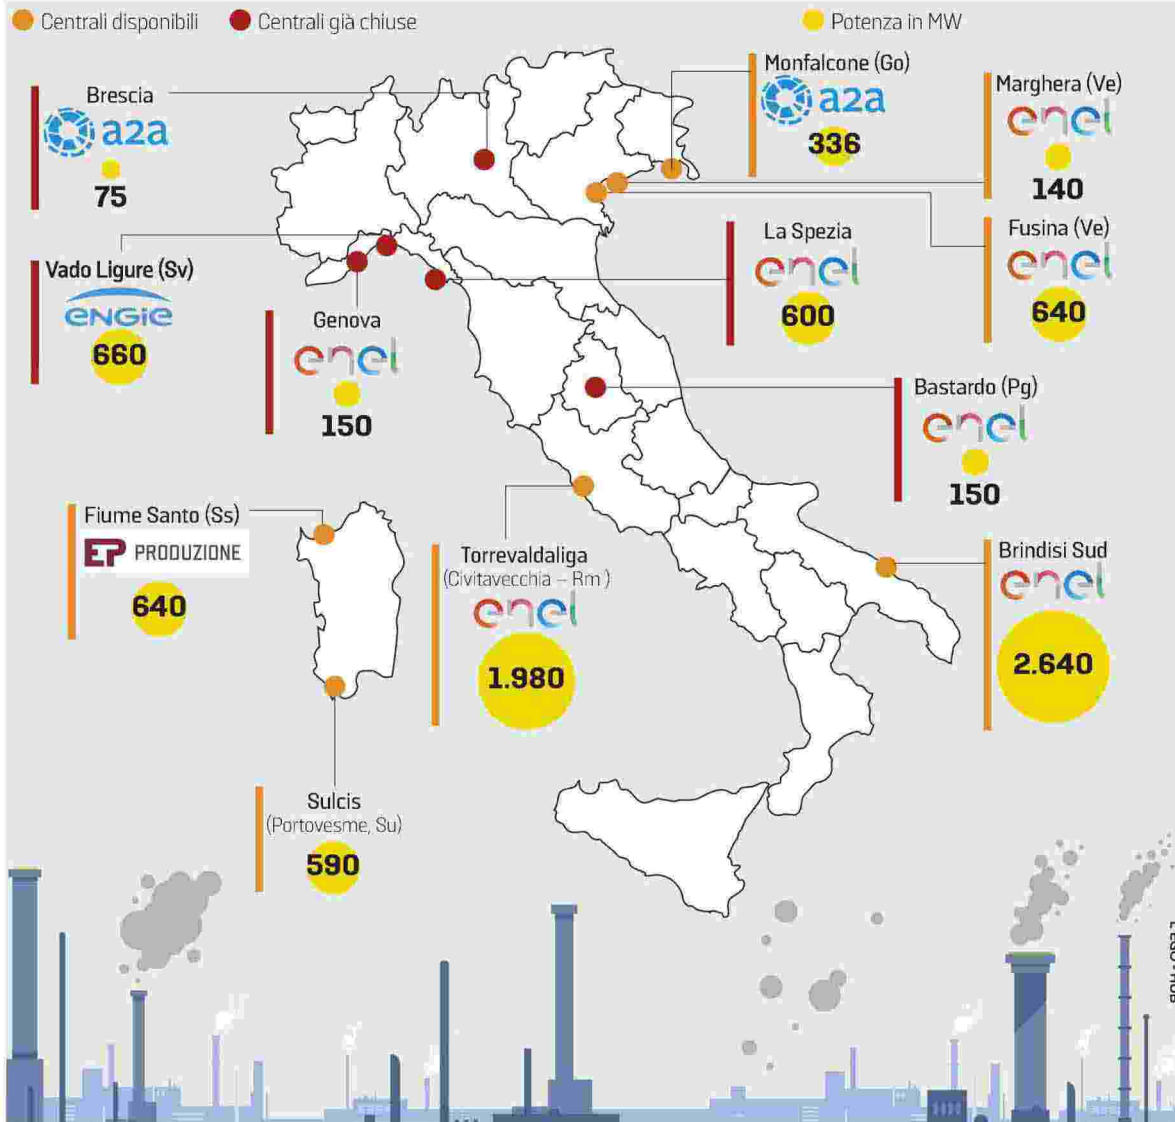 Centrali disponibili
Centrali già chiuse
Potenza in MW
Brescia
a2a
75
Monfalcone (Go)
a2a
336
Marghera (Ve)
enel
140
Vado Ligure (Sv)
ENGIE
660
Genova
enel
150
La Spezia
enel
600
Fusina (Ve)
enel
640
Bastardo (Pg)
enel
150
Fiume Santo (Ss)
EP PRODUZIONE
640
Torrevaldaliga
(Civitavecchia – Rm )
enel
1.980
Brindisi Sud
enel
2.640
Sulcis
(Portovesme, Su)
590